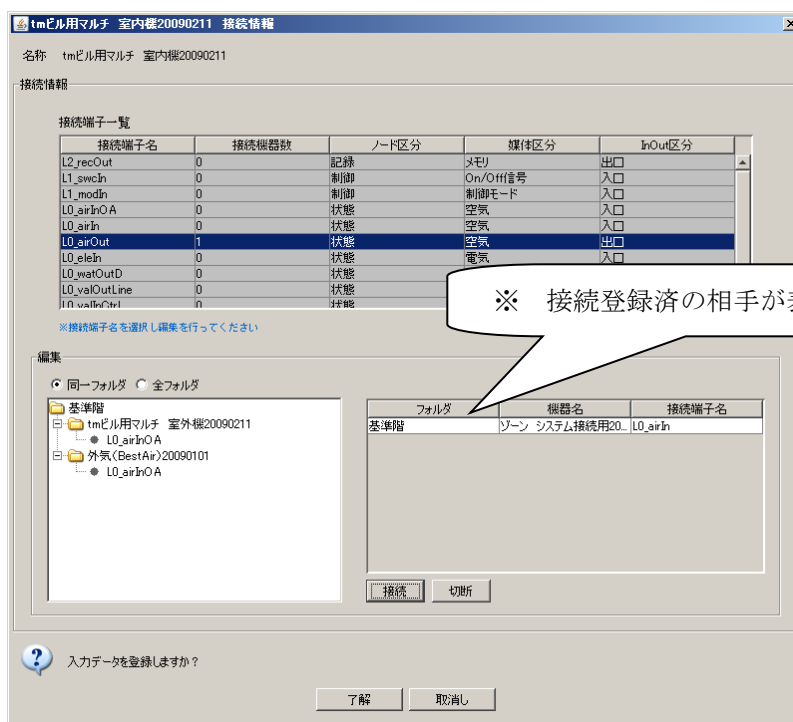 tmビル用マルチ 室内機20090211 接続情報
名称 tmビル用マルチ 室内機20090211
接続情報
接続端子一覧
接続端子名 接続機器数 ノード区分 媒体区分 InOut区分
L2_recOut 0 記録 メモリ 出口
L1_swcIn 0 制御 On/Off信号 入口
L1_modIn 0 制御 制御モード 入口
L0_airInOA 0 状態 空気 入口
L0_airIn 0 状態 空気 入口
L0_airOut 1 状態 空気 出口
L0_eleIn 0 状態 電気 入口
L0_watOutD 0 状態
L0_valOutLine 0 状態
L0_valInCtrl 0 状態
※ 接続登録済の相手が
※接続端子名を選択し編集を行ってください
編集
同一フォルダ 全フォルダ
基準階
tmビル用マルチ 室外機20090211
L0_airInOA
外気(BestAir)20090101
L0_airInOA
フォルダ 機器名 接続端子名
基準階 ゾーン システム接続用20... L0_airIn
接続 切断
入力データを登録しますか?
了解 取消し